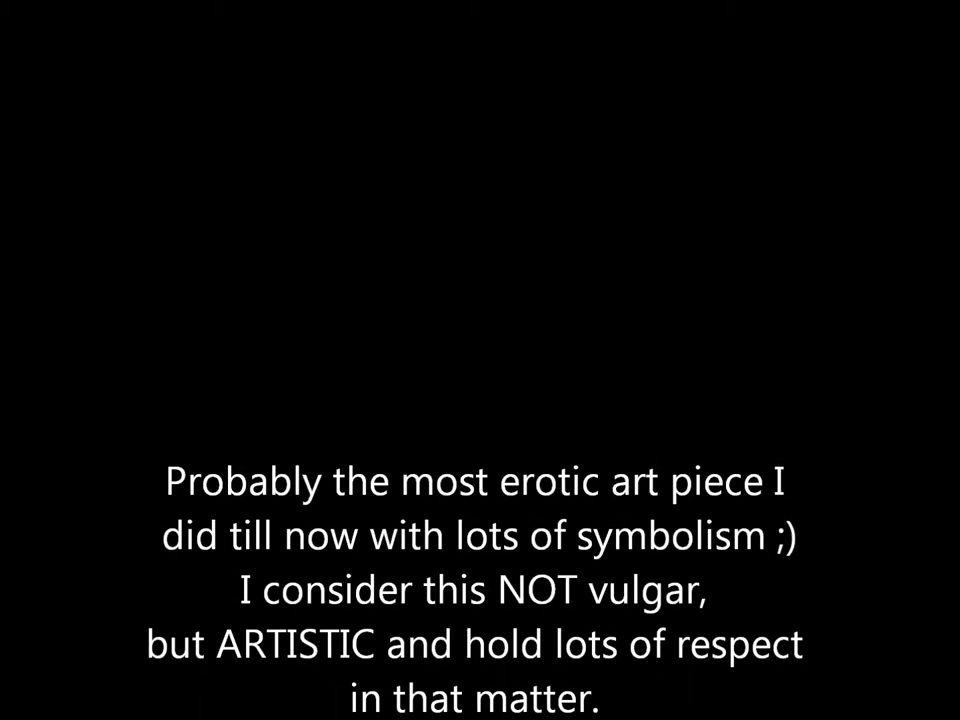 Probably the most erotic art piece I
did till now with lots of symbolism ;)
I consider this NOT vulgar,
but ARTISTIC and hold lots of respect
in that matter.